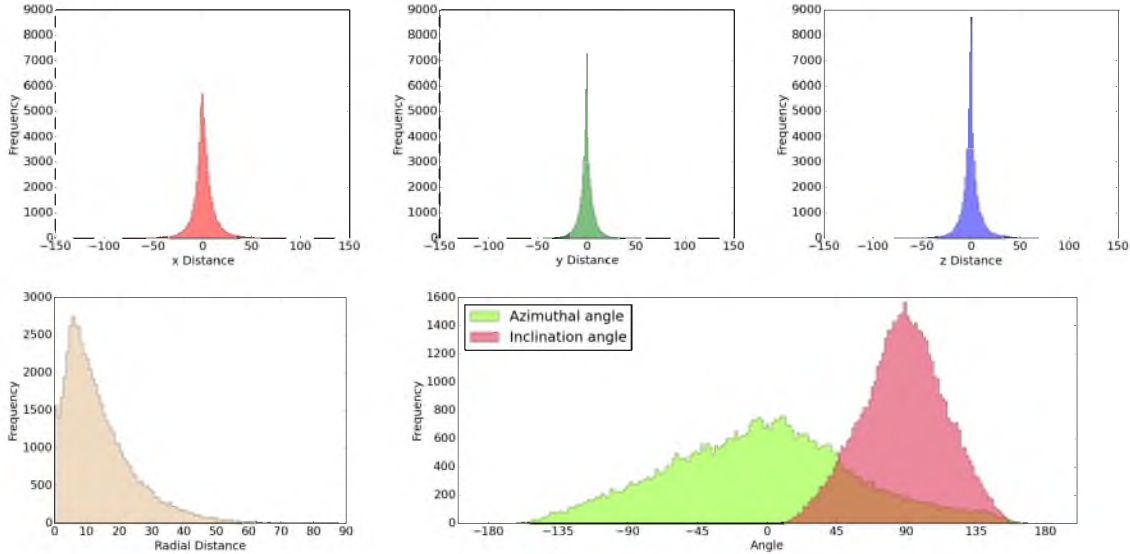 9000
8000
7000
6000
5000
4000
3000
2000
1000
0
Frequency
−150 −100 −50 0 50 100 150
x Distance
9000
8000
7000
6000
5000
4000
3000
2000
1000
0
Frequency
−150 −100 −50 0 50 100 150
y Distance
9000
8000
7000
6000
5000
4000
3000
2000
1000
0
Frequency
−150 −100 −50 0 50 100 150
z Distance
3000
2500
2000
1500
1000
500
0
Frequency
0 10 20 30 40 50 60 70 80 90
Radial Distance
1600
1400
1200
1000
800
600
400
200
0
Frequency
Azimuthal angle
Inclination angle
−180 −135 −90 −45 0 45 90 135 180
Angle